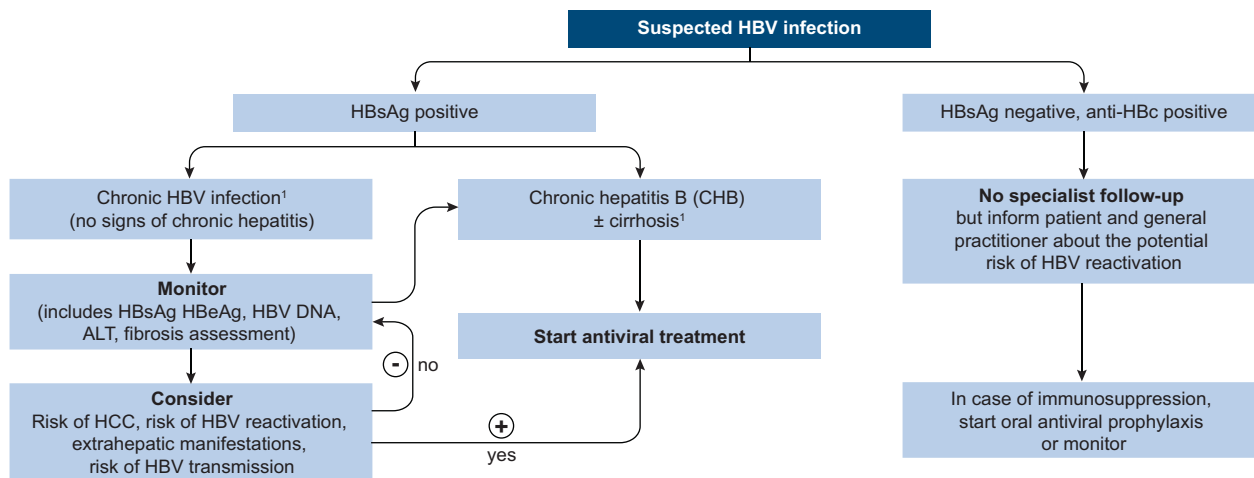 Suspected HBV infection
HBsAg positive
HBsAg negative, anti-HBc positive
Chronic HBV infection¹
(no signs of chronic hepatitis)
Chronic hepatitis B (CHB)
± cirrhosis¹
No specialist follow-up
but inform patient and general
practitioner about the potential
risk of HBV reactivation
Monitor
(includes HBsAg HBeAg, HBV DNA,
ALT, fibrosis assessment)
Start antiviral treatment
- no
Consider
Risk of HCC, risk of HBV reactivation,
extrahepatic manifestations,
risk of HBV transmission
+
yes
In case of immunosuppression,
start oral antiviral prophylaxis
or monitor